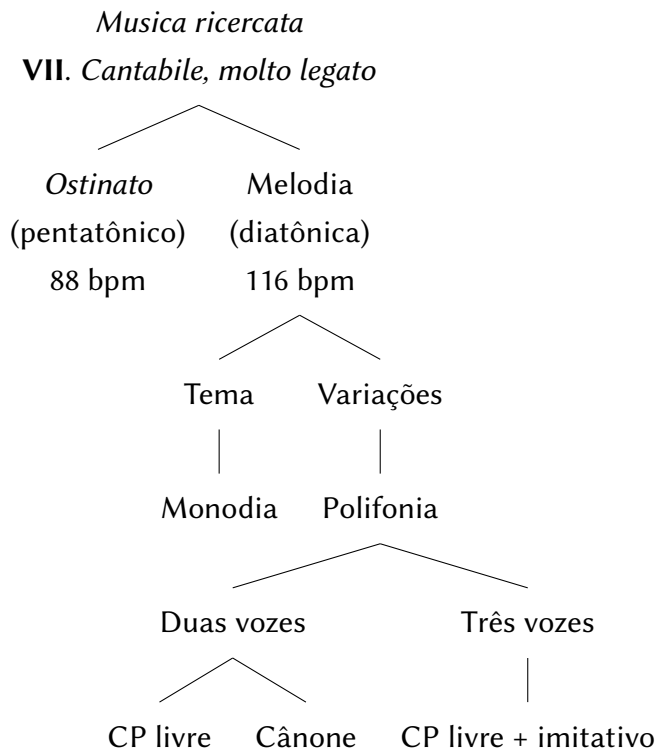 Musica ricercata
VII. Cantabile, molto legato
Ostinato Melodia
(pentatônico) (diatônica)
88 bpm 116 bpm
Tema Variações
Monodia Polifonia
Duas vozes Três vozes
CP livre Cânone CP livre + imitativo